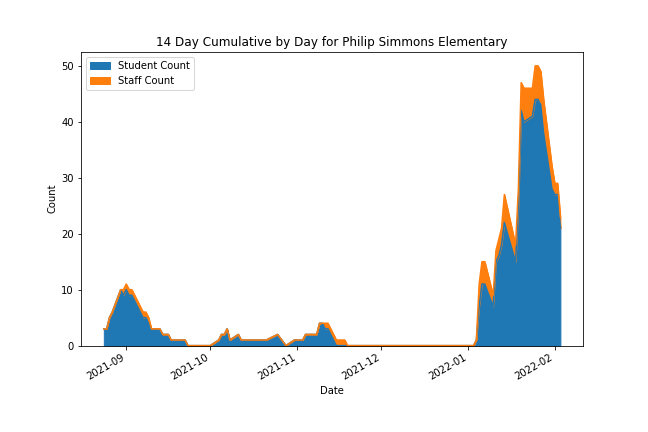 14 Day Cumulative by Day for Philip Simmons Elementary
Student Count
Staff Count
50
40
30
20
10
0
Count
2021-09
2021-10
2021-11
2021-12
2022-01
2022-02
Date